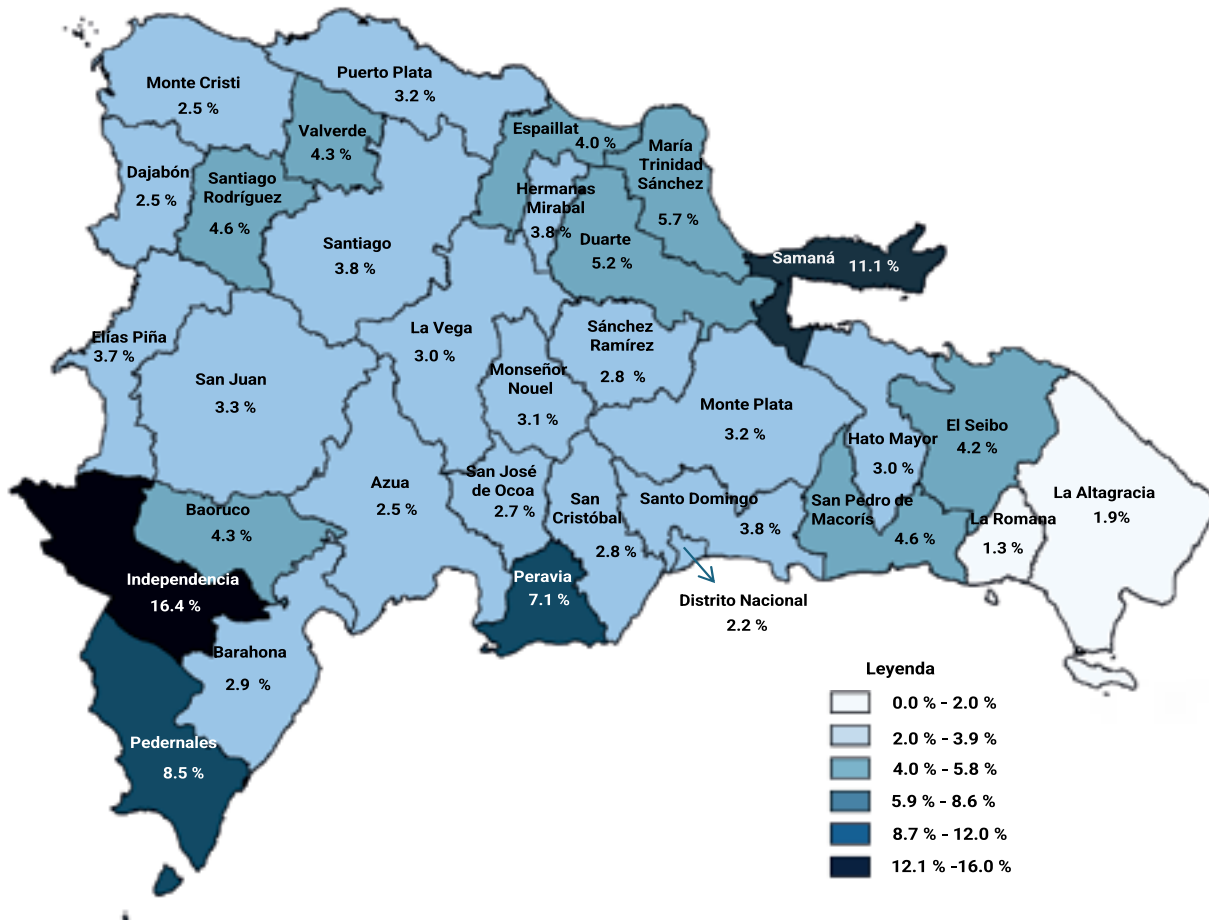 Monte Cristi
2.5 %
Puerto Plata
3.2 %
Valverde
4.3 %
Espaillat
4.0 %
María
Trinidad
Sánchez
5.7 %
Dajabón
2.5 %
Santiago
Rodríguez
4.6 %
Hermanas
Mirabal
3.8 %
Santiago
3.8 %
Duarte
5.2 %
Samaná
11.1 %
Elías Piña
3.7 %
La Vega
3.0 %
Sánchez
Ramírez
2.8 %
San Juan
3.3 %
Monseñor
Nouel
3.1 %
Monte Plata
3.2 %
Hato Mayor
3.0 %
El Seibo
4.2 %
Azua
2.5 %
San José
de Ocoa
2.7 %
San
Cristóbal
2.8 %
Santo Domingo
3.8 %
San Pedro de
Macorís
4.6 %
La Romana
1.3 %
La Altagracia
1.9%
Baoruco
4.3 %
Independencia
16.4 %
Peravia
7.1 %
Distrito Nacional
2.2 %
Barahona
2.9 %
Pedernales
8.5 %
Leyenda
0.0 % - 2.0 %
2.0 % - 3.9 %
4.0 % - 5.8 %
5.9 % - 8.6 %
8.7 % - 12.0 %
12.1 % -16.0 %